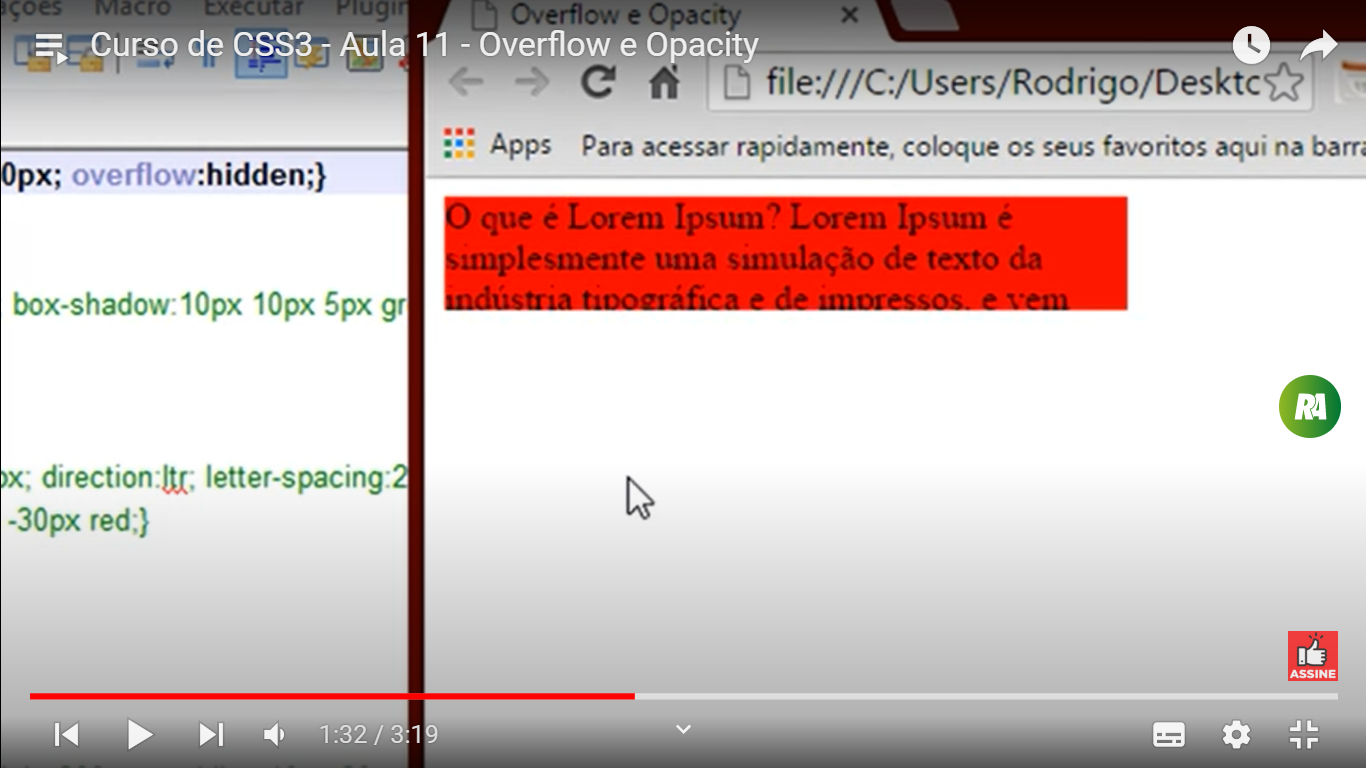 ações Macro Executar Plugin
Overflow e Opacity
Curso de CSS3 - Aula 11 - Overflow e Opacity
file:///C:/Users/Rodrigo/Desktc
Apps Para acessar rapidamente, coloque os seus favoritos aqui na barra
0px; overflow:hidden;}
O que é Lorem Ipsum? Lorem Ipsum é
simplesmente uma simulação de texto da
indústria tipográfica e de impressos, e vem
box-shadow:10px 10px 5px gr
RA
px; direction:ltr; letter-spacing:2
-30px red;}
ASSINE
1:32 / 3:19